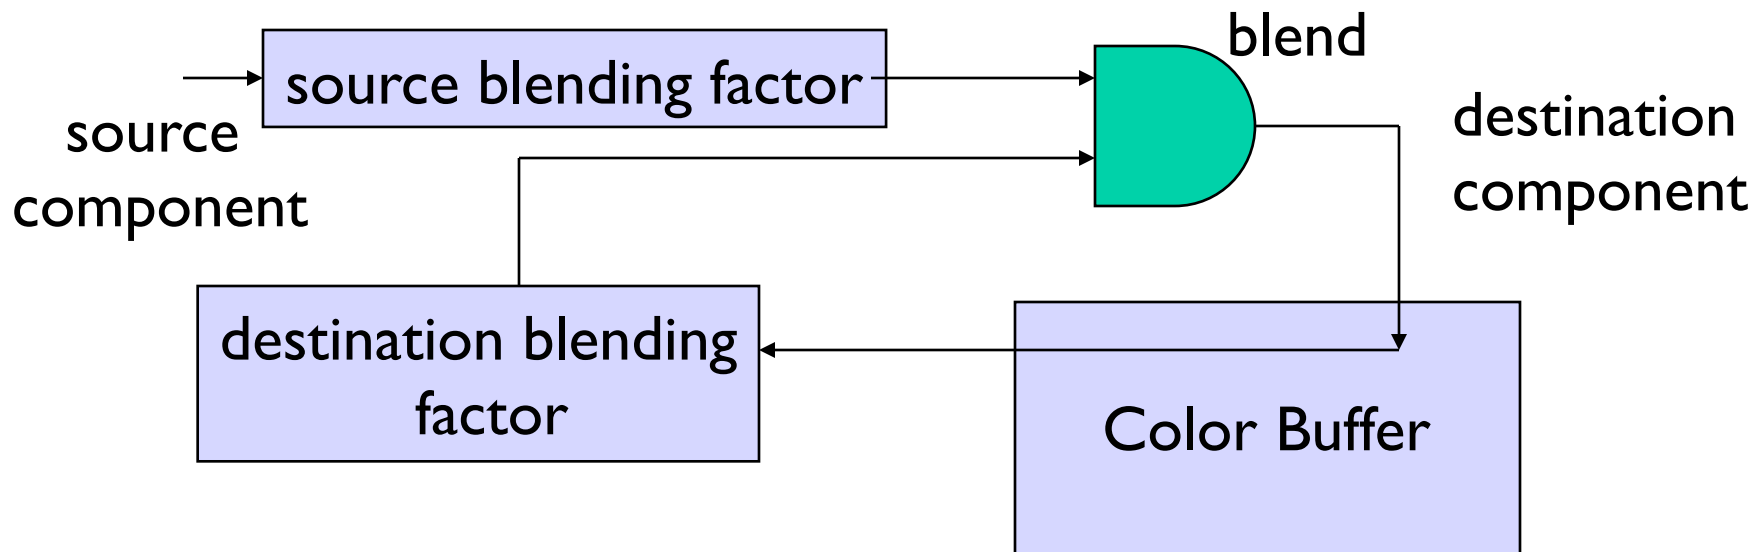 blend
source blending factor
source
component
destination
component
destination blending
factor
Color Buffer